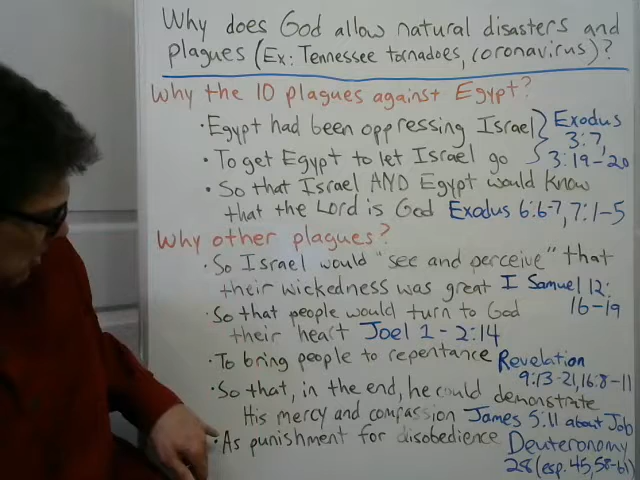 Why does God allow natural disasters and
plagues (Ex: Tennessee tornadoes, coronavirus)?
Why the 10 plagues against Egypt?
• Egypt had been oppressing Israel } Exodus
3:7,
• To get Egypt to let Israel go 3:19-20
• So that Israel AND Egypt would know
that the Lord is God Exodus 6:6-7, 7:1-5
Why other plagues?
• So Israel would "see and perceive" that
their wickedness was great I Samuel 12:
16-19
• So that people would turn to God
their heart Joel 1-2:14
• To bring people to repentance Revelation
9:13-21, 16:8-11
• So that, in the end, he could demonstrate
His mercy and compassion James 5:11 about Job
• As punishment for disobedience Deuteronomy
28 (esp. 45, 58-61)